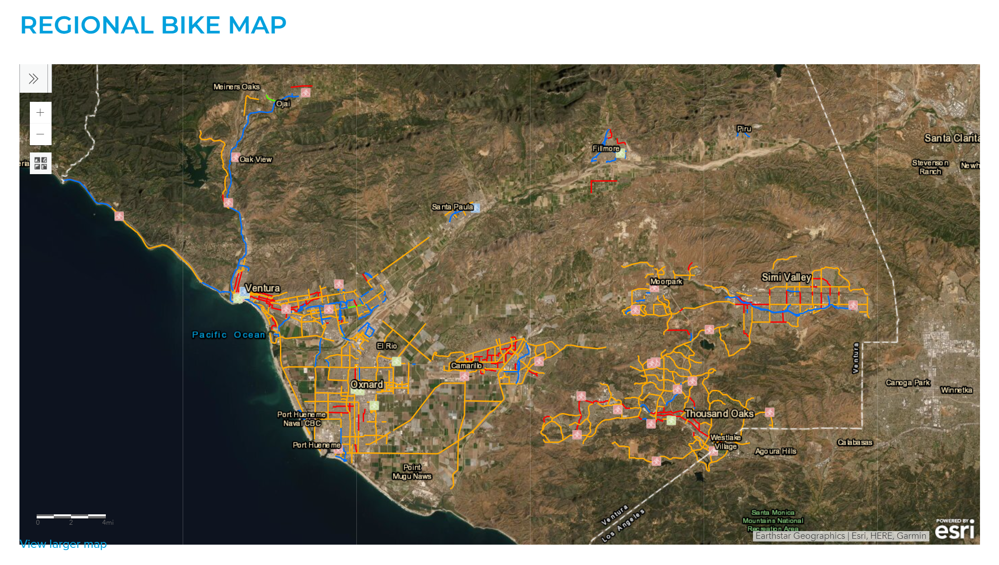 REGIONAL BIKE MAP
Meiners Oaks
Ojai
Piru
Santa Clarita
Fillmore
Oak View
eria
Stevenson
Ranch
Newh
Santa Paula
Simi Valley
Moorpark
Ventura
Pacific Ocean
El Rio
Ventura
Camarillo
Oxnard
Canoga Park
Winnetka
Port Hueneme
Naval CBC
Thousand Oaks
Westlake
Village
Calabasas
Port Hueneme
Agoura Hills
Point
Mugu Naws
Ventura
Los Angeles
Santa Monica
Mountains National
Recreation Area
0 2 4mi
POWERED BY
esri
Earthstar Geographics | Esri, HERE, Garmin
View larger map